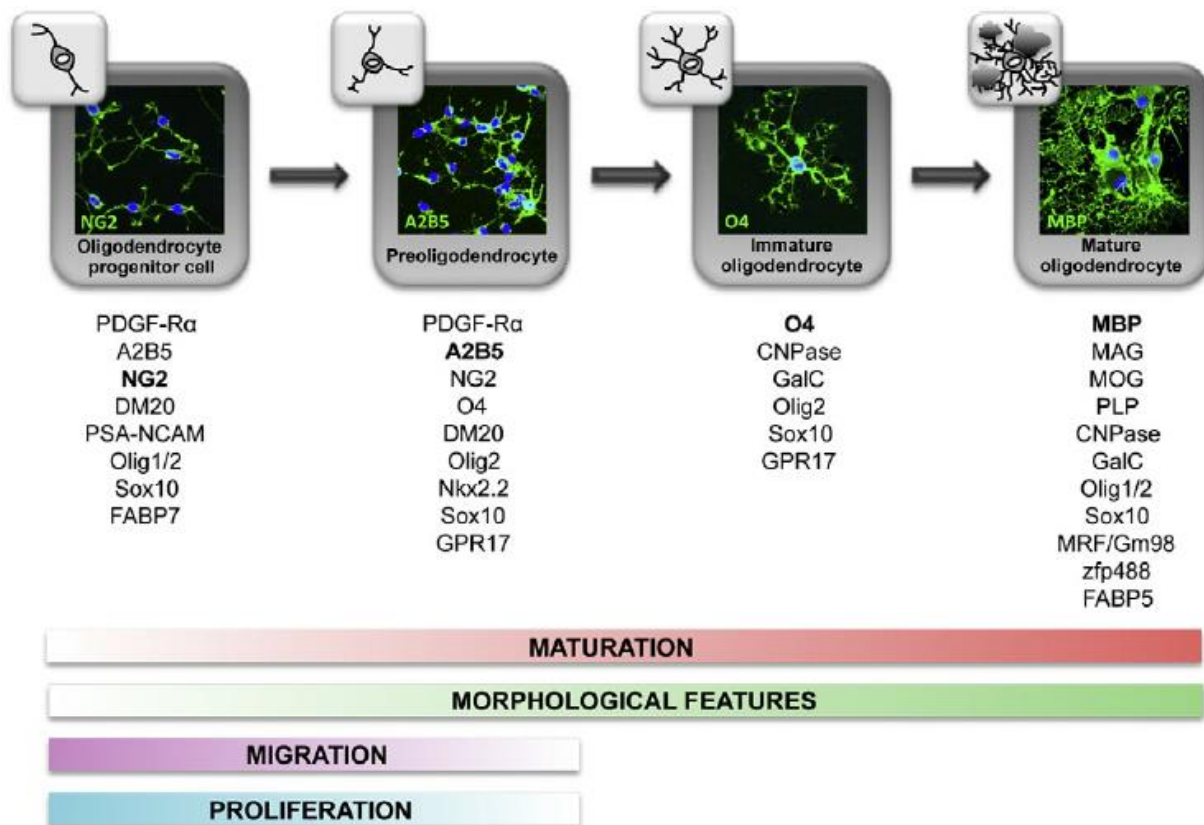 NG2
Oligodendrocyte
progenitor cell
A2B5
Preoligodendrocyte
O4
Immature
oligodendrocyte
MBP
Mature
oligodendrocyte
PDGF-Rα
A2B5
NG2
DM20
PSA-NCAM
Olig1/2
Sox10
FABP7
PDGF-Rα
A2B5
NG2
O4
DM20
Olig2
Nkx2.2
Sox10
GPR17
O4
CNPase
GalC
Olig2
Sox10
GPR17
MBP
MAG
MOG
PLP
CNPase
GalC
Olig1/2
Sox10
MRF/Gm98
zfp488
FABP5
MATURATION
MORPHOLOGICAL FEATURES
MIGRATION
PROLIFERATION